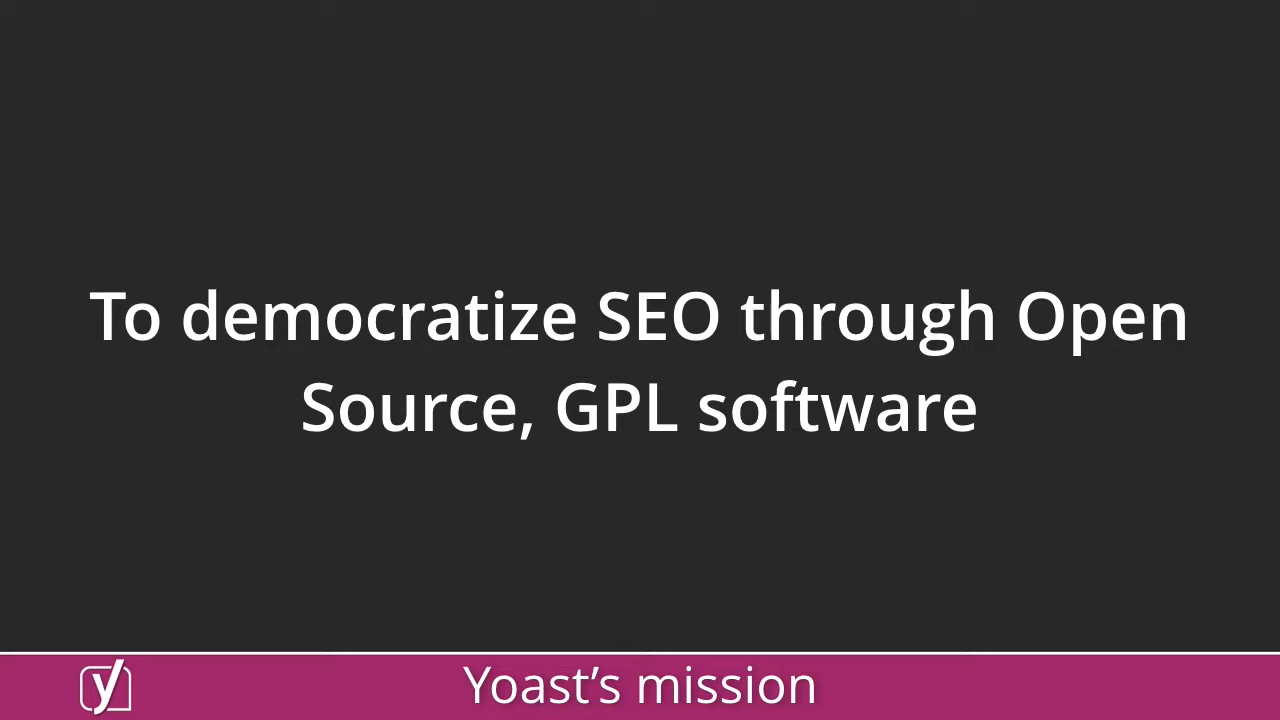 To democratize SEO through Open
Source, GPL software
y
Yoast’s mission